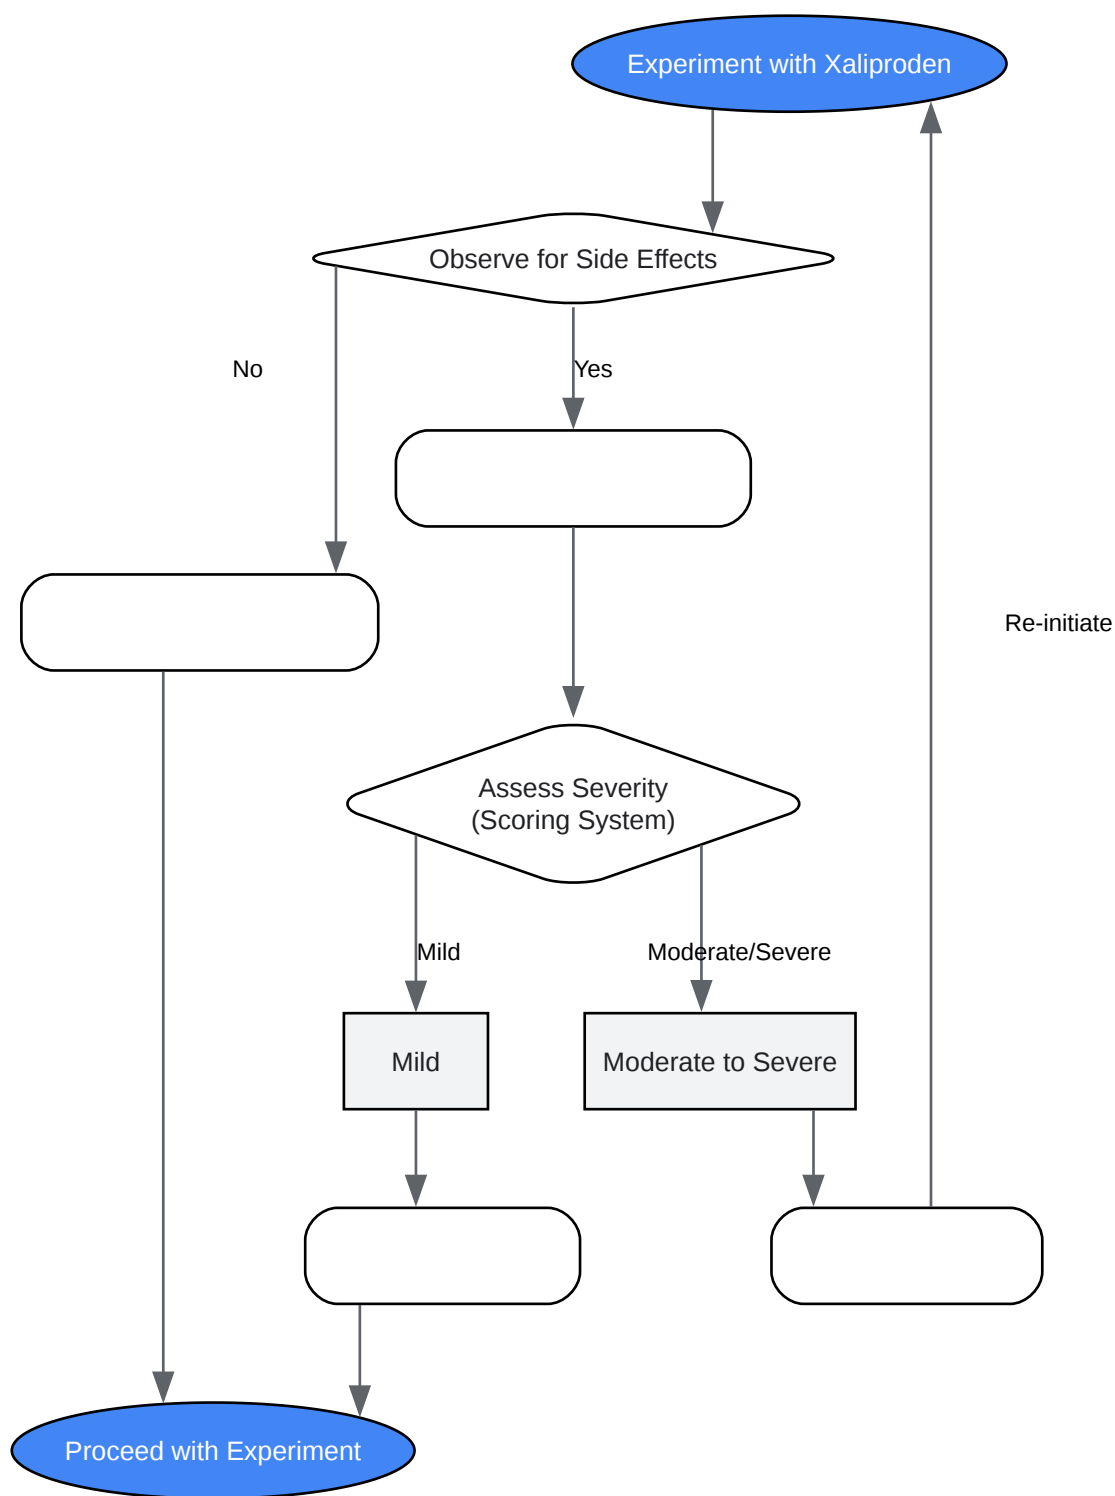 Experiment with Xaliproden
Observe for Side Effects
No
Yes
Re-initiate
Assess Severity
(Scoring System)
Mild
Moderate/Severe
Mild
Moderate to Severe
Proceed with Experiment